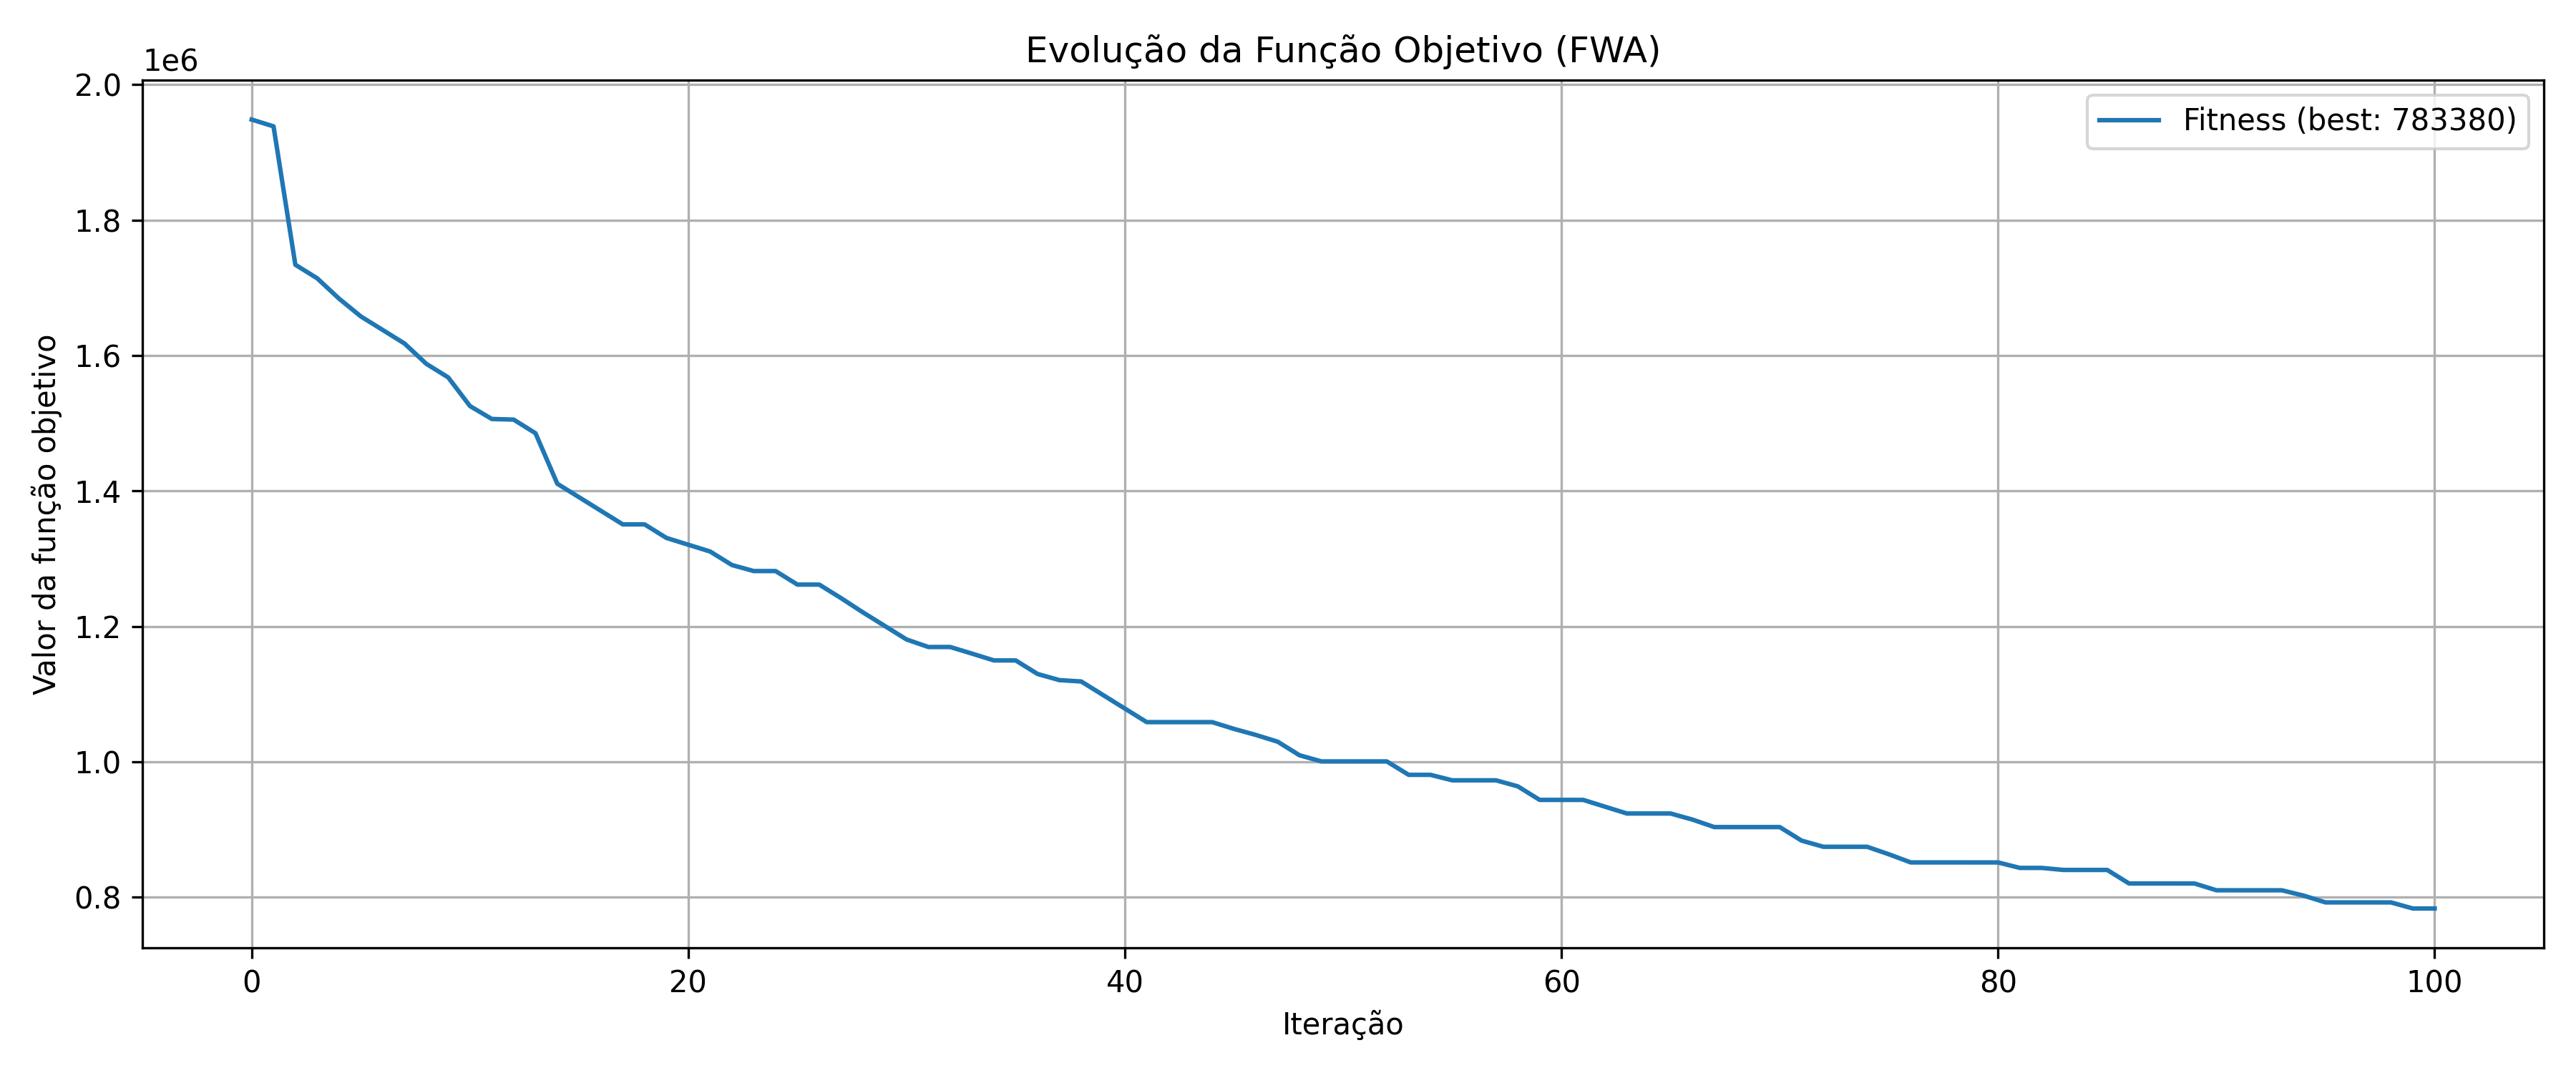 Evolução da Função Objetivo (FWA)
1e6
Fitness (best: 783380)
2.0
1.8
1.6
1.4
1.2
1.0
0.8
Valor da função objetivo
0 20 40 60 80 100
Iteração